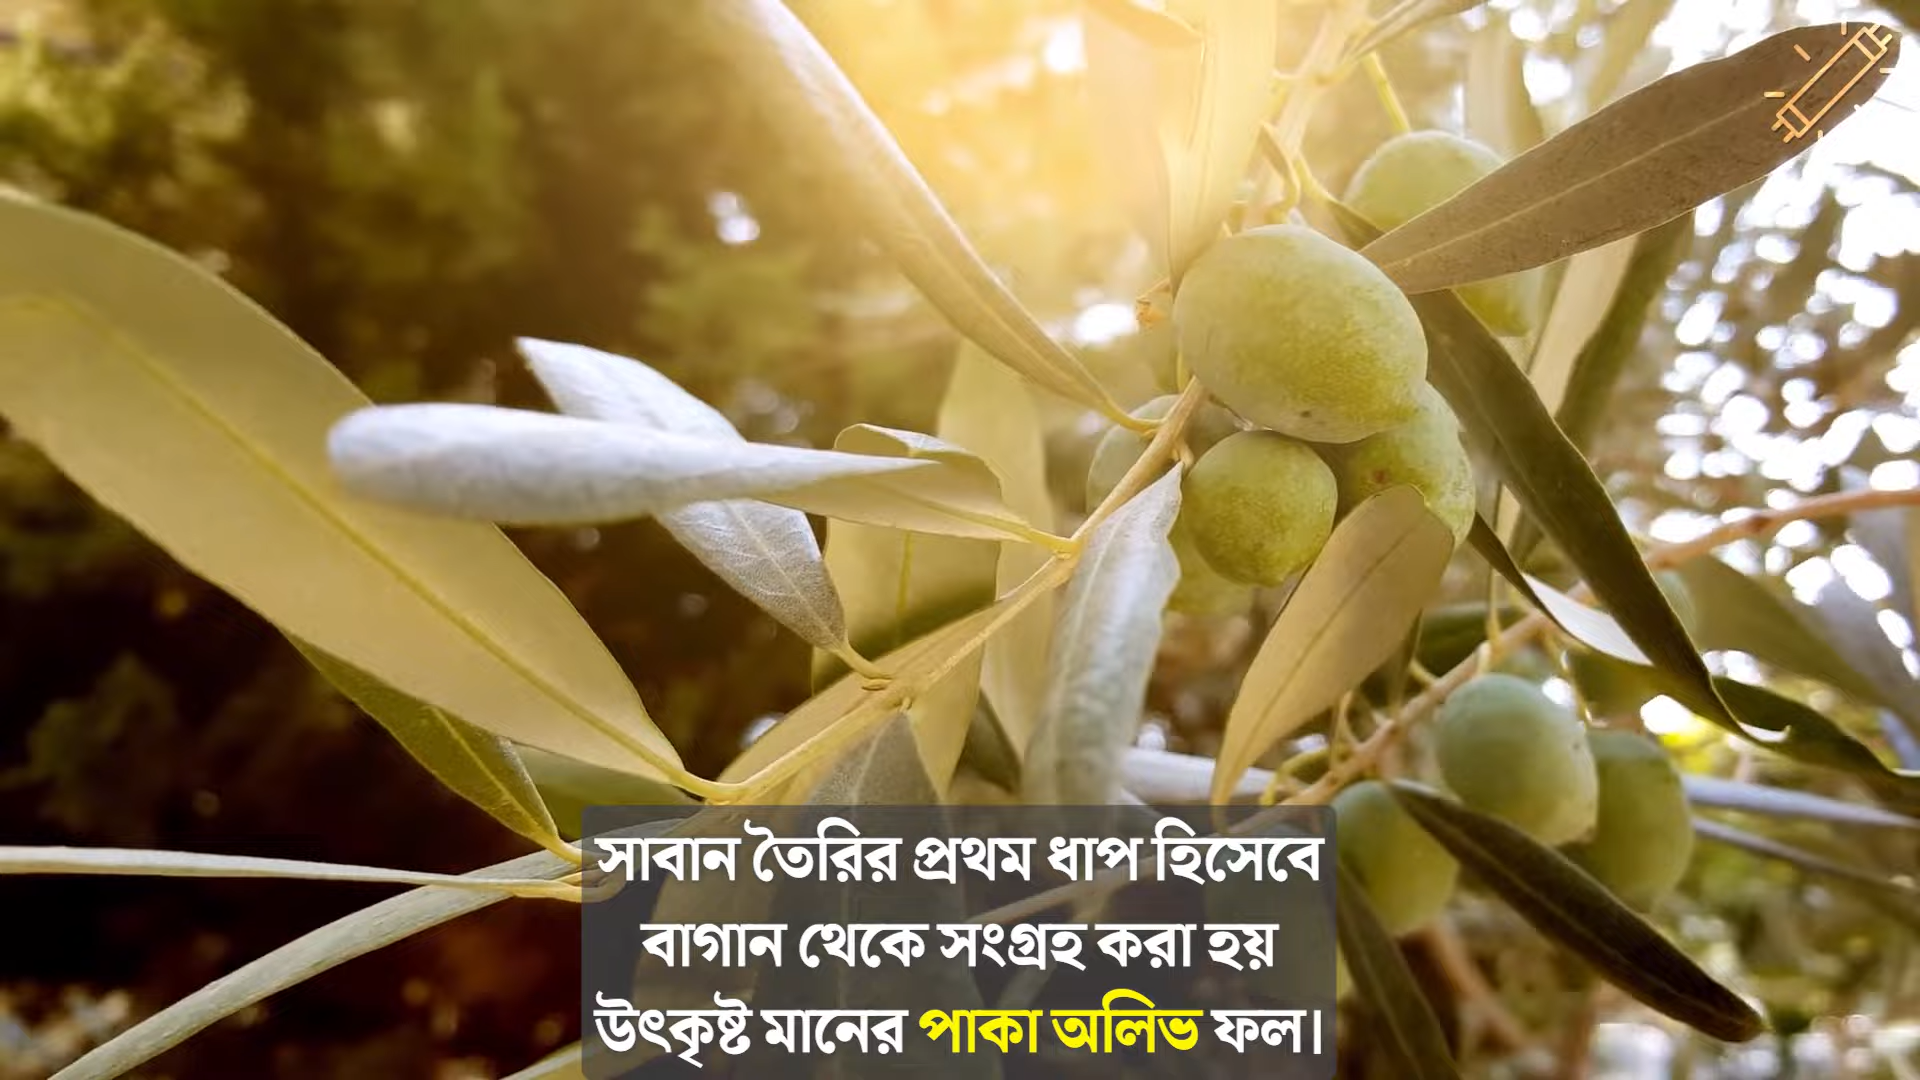 সাবান তৈরির প্রথম ধাপ হিসেবে
বাগান থেকে সংগ্রহ করা হয়
উৎকৃষ্ট মানের পাকা অলিভ ফল।